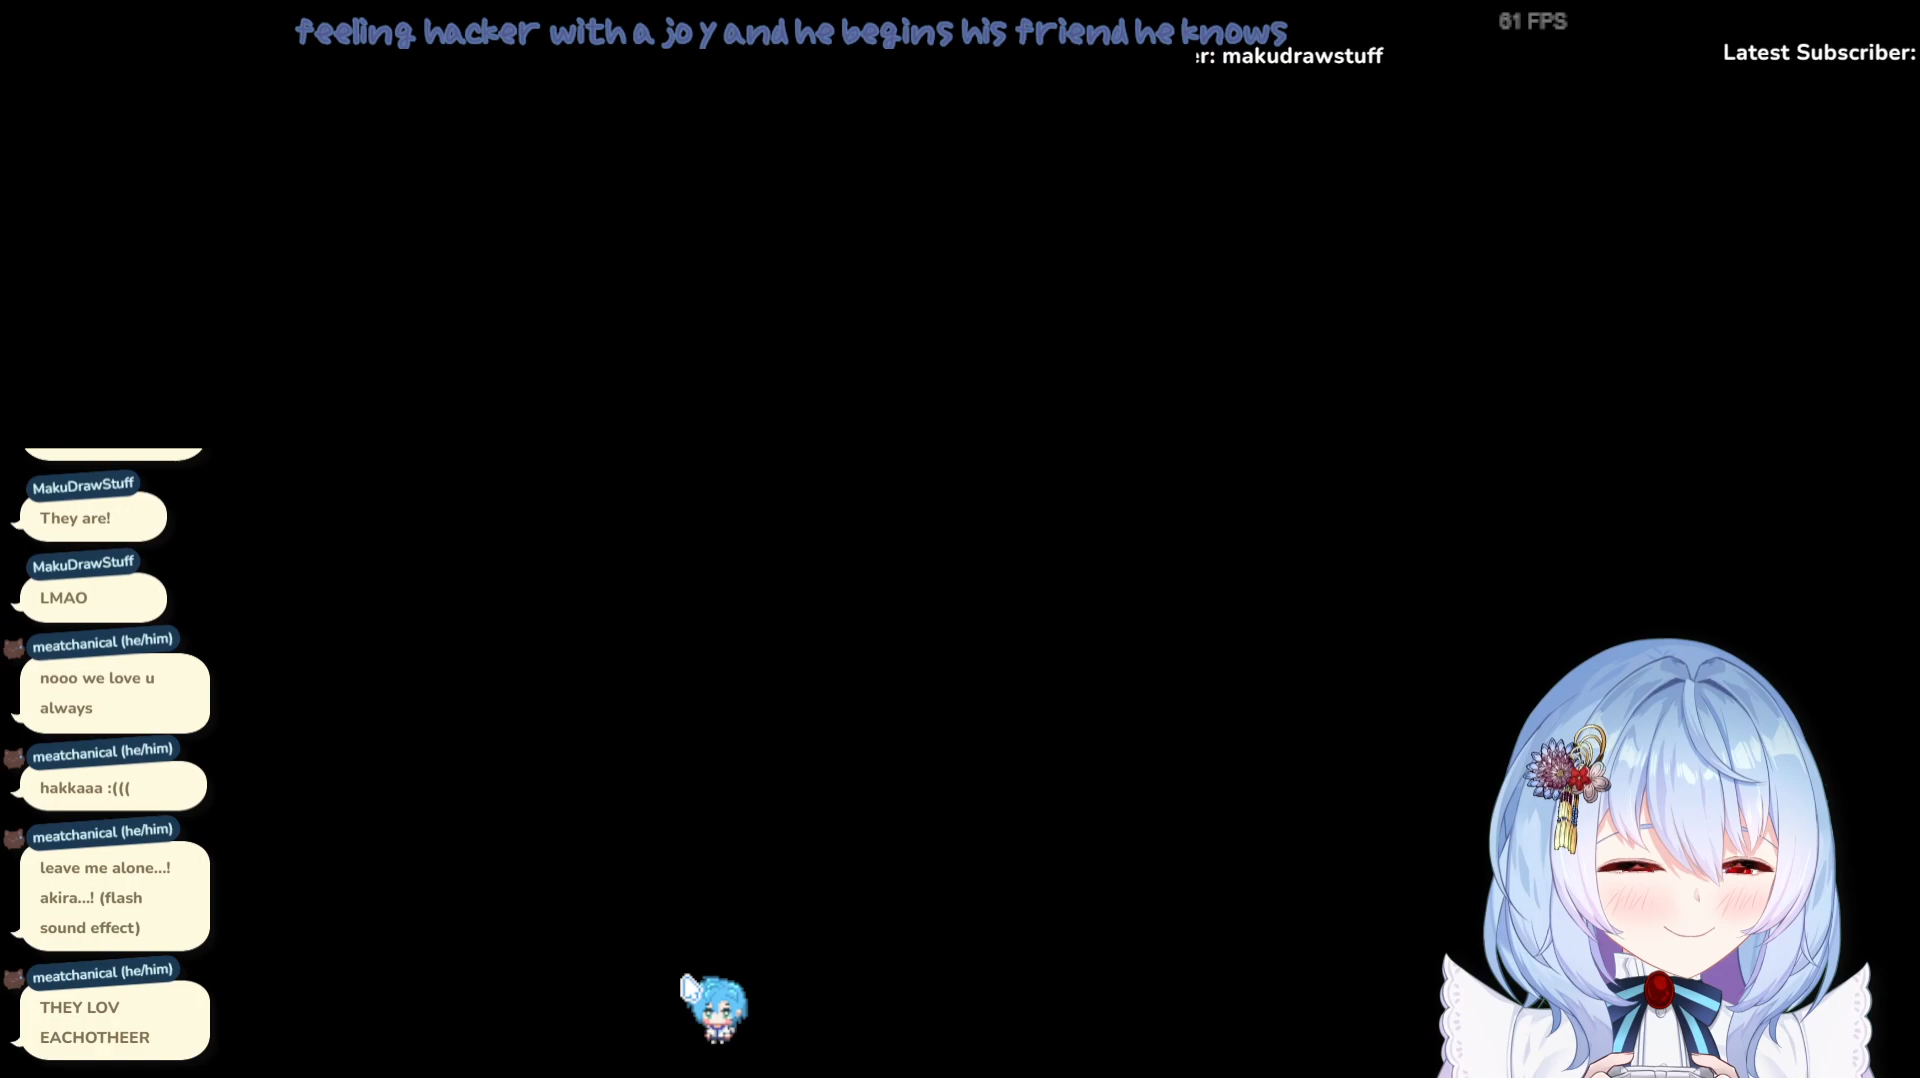 feeling hacker with a joy and he begins his friend he knows
61 FPS
r: makudrawstuff
Latest Subscriber:
MakuDrawStuff
They are!
MakuDrawStuff
LMAO
meatchanical (he/him)
nooo we love u
always
meatchanical (he/him)
hakkaaa :(((
meatchanical (he/him)
leave me alone...!
akira...! (flash
sound effect)
meatchanical (he/him)
THEY LOV
EACHOTHEER